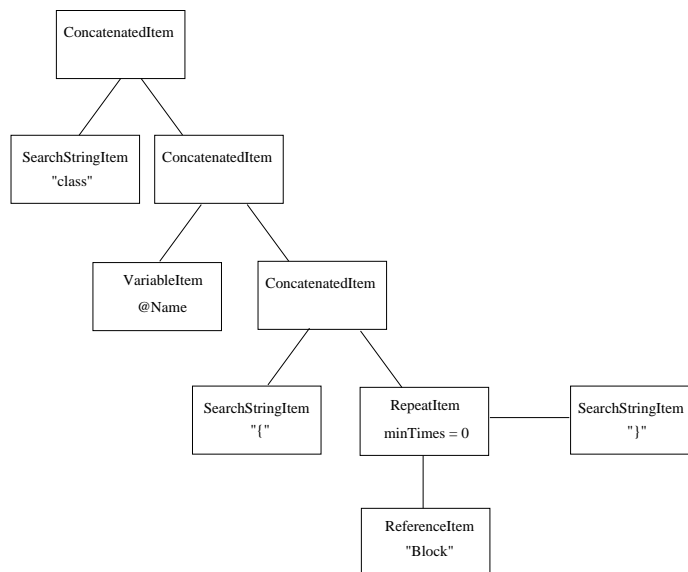 ConcatenatedItem
SearchStringItem
"class"
ConcatenatedItem
VariableItem
@Name
ConcatenatedItem
SearchStringItem
"{"
RepeatItem
minTimes = 0
SearchStringItem
"}"
ReferenceItem
"Block"